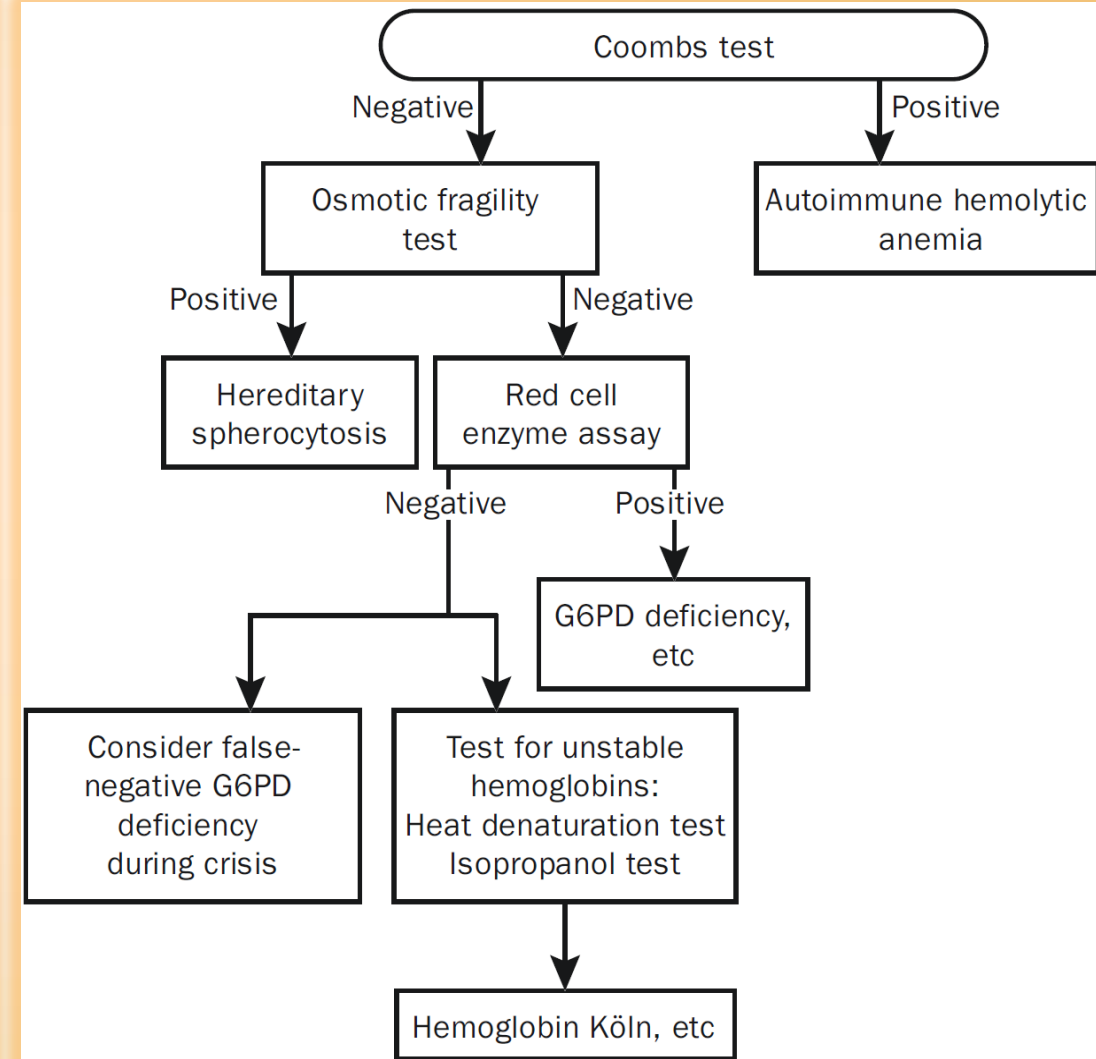 Coombs test
Negative
Positive
Osmotic fragility
test
Autoimmune hemolytic
anemia
Positive
Negative
Hereditary
spherocytosis
Red cell
enzyme assay
Negative
Positive
G6PD deficiency,
etc
Consider false-
negative G6PD
deficiency
during crisis
Test for unstable
hemoglobins:
Heat denaturation test
Isopropanol test
Hemoglobin Köln, etc